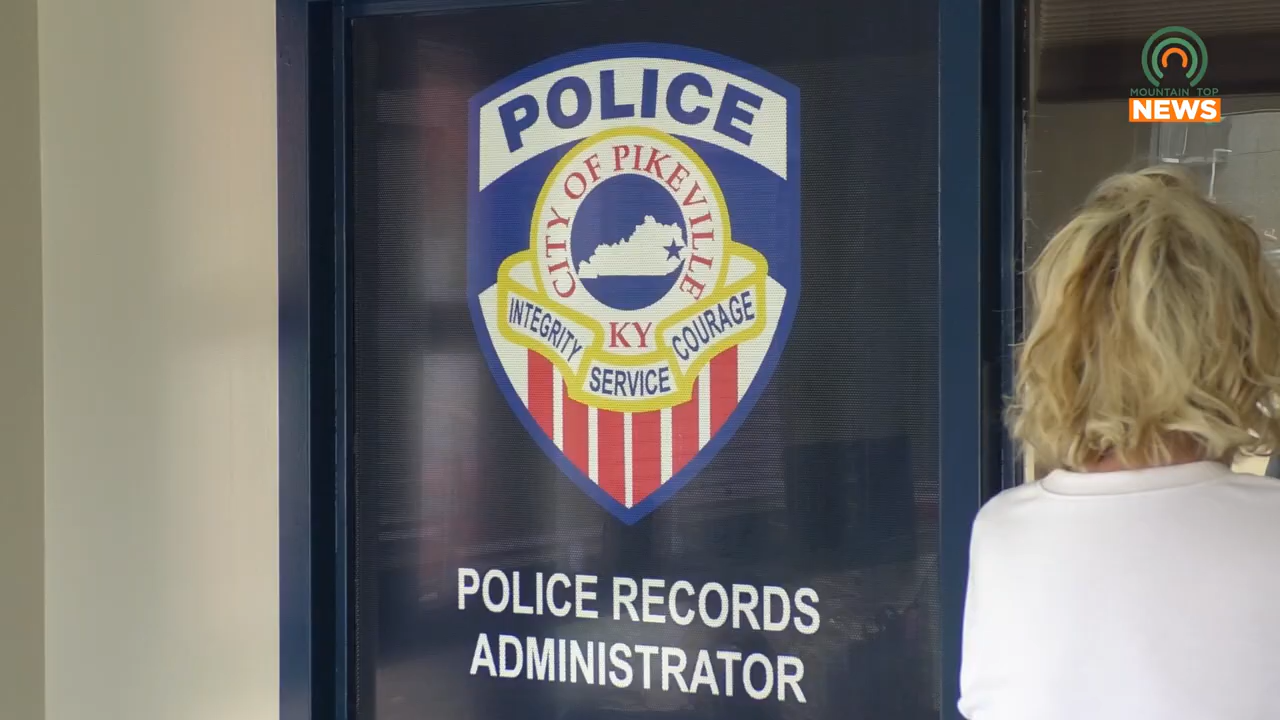 MOUNTAIN TOP
NEWS
POLICE
CITY OF PIKEVILLE
KY
INTEGRITY
SERVICE
COURAGE
POLICE RECORDS
ADMINISTRATOR